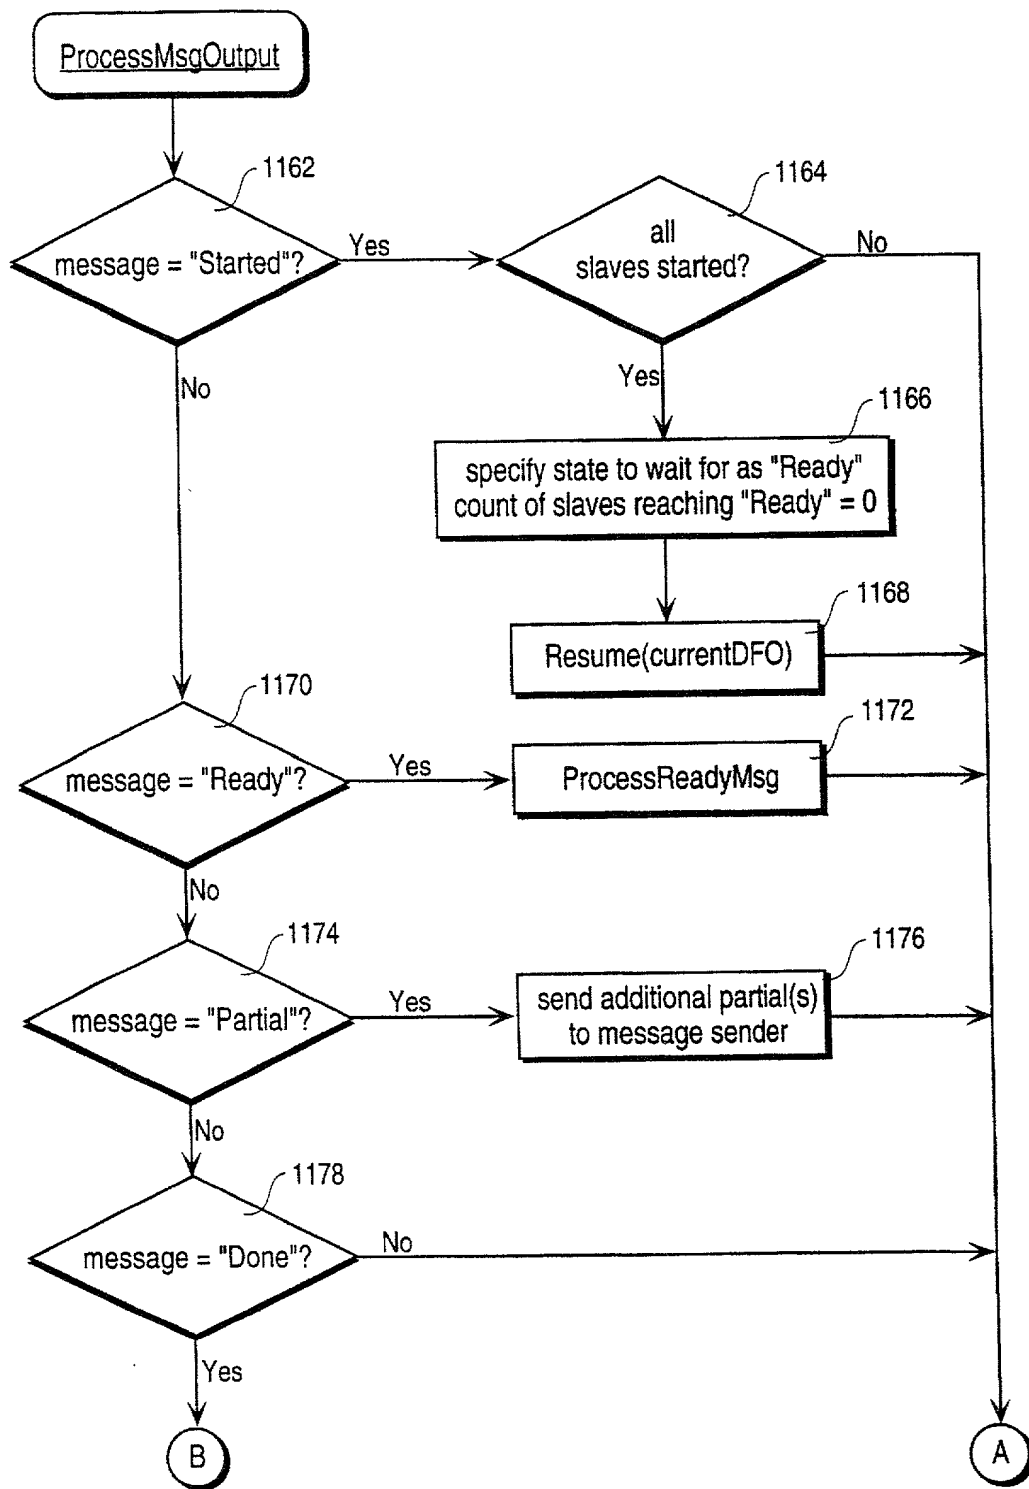 ProcessMsgOutput
1162
message = "Started"?
Yes
1164
all
slaves started?
No
No
Yes
1166
specify state to wait for as "Ready"
count of slaves reaching "Ready" = 0
1168
Resume(currentDFO)
1170
message = "Ready"?
Yes
1172
ProcessReadyMsg
No
1174
message = "Partial"?
Yes
1176
send additional partial(s)
to message sender
No
1178
message = "Done"?
No
Yes
B
A